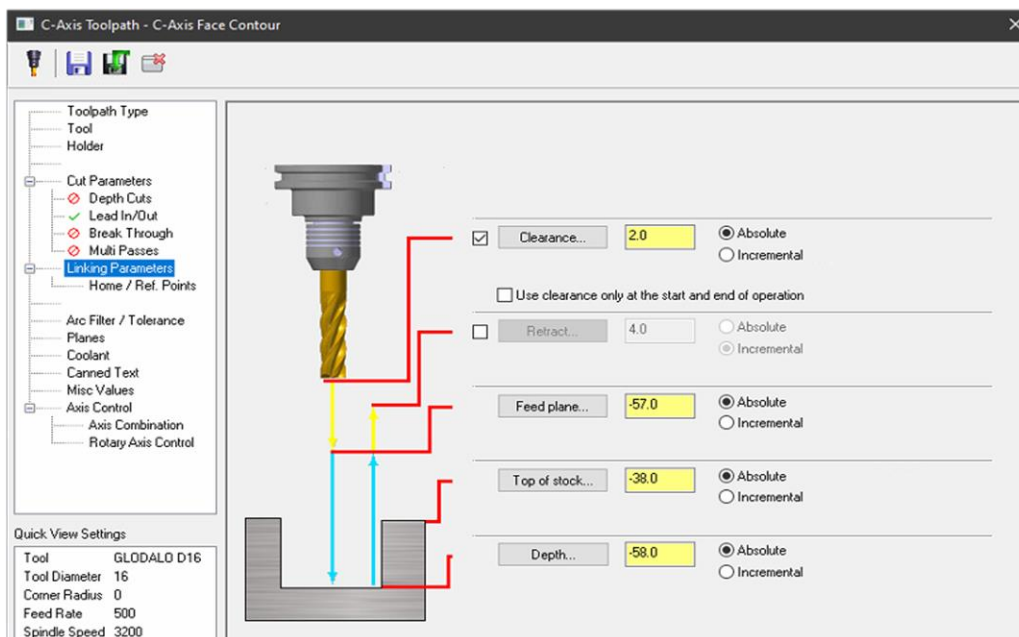 C-Axis Toolpath - C-Axis Face Contour
Toolpath Type
Tool
Holder
Cut Parameters
Depth Cuts
Lead In/Out
Break Through
Multi Passes
Linking Parameters
Home / Ref. Points
Arc Filter / Tolerance
Planes
Coolant
Canned Text
Misc Values
Axis Control
Axis Combination
Rotary Axis Control
Quick View Settings
Tool GLODALO D16
Tool Diameter 16
Corner Radius 0
Feed Rate 500
Spindle Speed 3200
Clearance... 2.0 Absolute
Incremental
Use clearance only at the start and end of operation
Retract... 4.0 Absolute
Incremental
Feed plane... -57.0 Absolute
Incremental
Top of stock... -38.0 Absolute
Incremental
Depth... -58.0 Absolute
Incremental